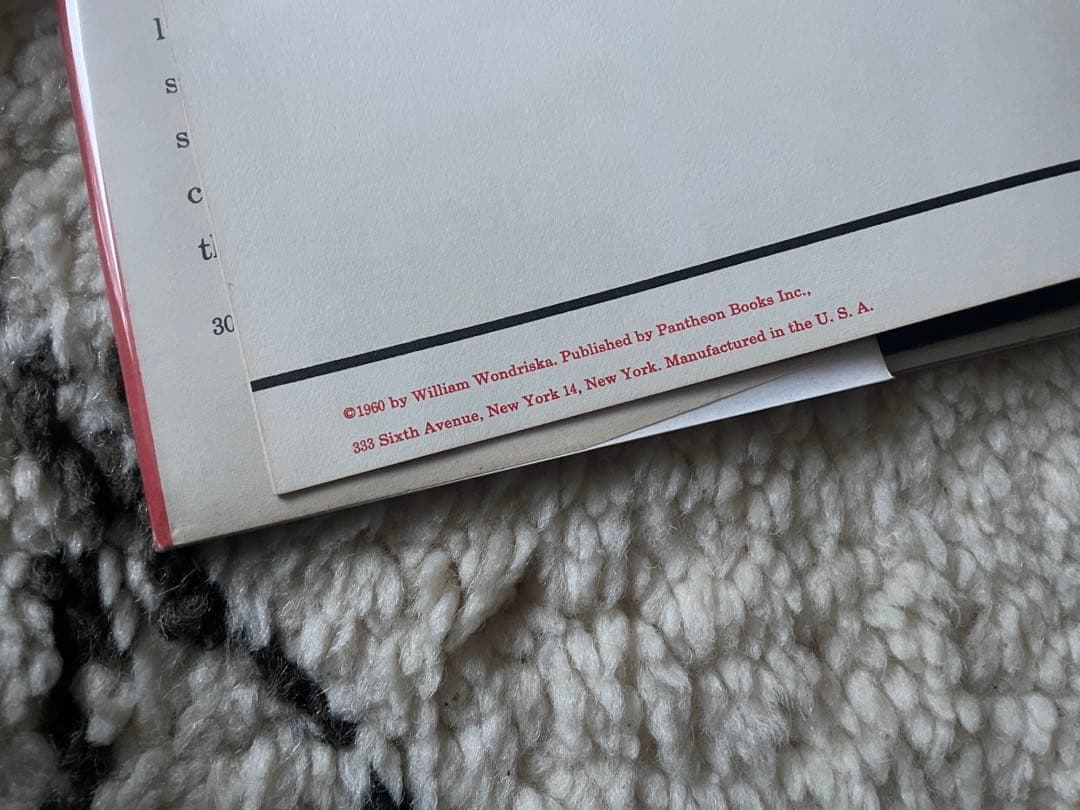 l
s
s
c
30
©1960 by William Wondriska. Published by Pantheon Books Inc.,
333 Sixth Avenue, New York 14, New York. Manufactured in the U. S. A.